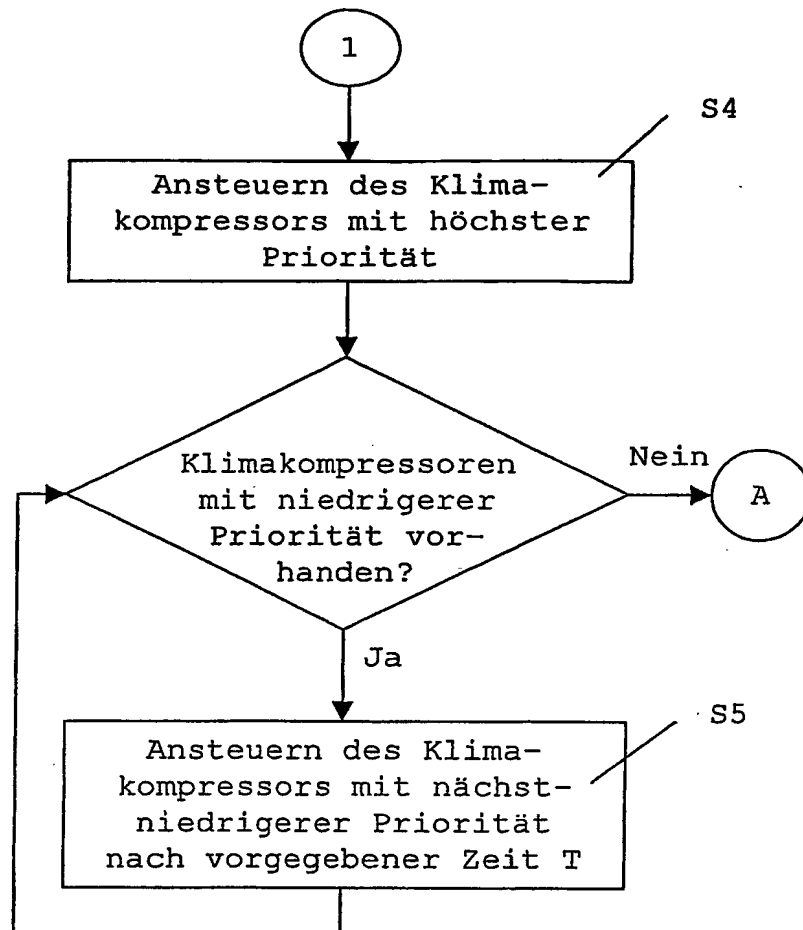 1
S4
Ansteuern des Klima-
kompressors mit höchster
Priorität
Klimakompressoren
mit niedrigerer
Priorität vor-
handen?
Nein
A
Ja
S5
Ansteuern des Klima-
kompressors mit nächst-
niedrigerer Priorität
nach vorgegebener Zeit T